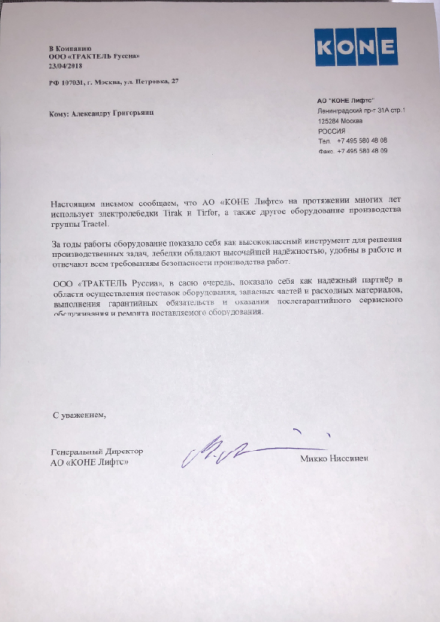 В Компанию
ООО «ТРАКТЕЛЬ Руссия»
23/04/2018
РФ 107031, г. Москва, ул. Петровка, 27
Кому: Александру Григорьянц
KONE
АО "КОНЕ Лифтс"
Ленинградский пр-т 31А стр.1
125284 Москва
РОССИЯ
Тел. +7 495 580 48 98
Факс +7 495 580 48 09
Настоящим письмом сообщаем, что АО «КОНЕ Лифтс» на протяжении многих лет
использует электролебедки Tirak и Tirfor, а также другое оборудование производства
группы Tractel.
За годы работы оборудование показало себя как высококлассный инструмент для решения
производственных задач, лебедки обладают высочайшей надёжностью, удобны в работе и
отвечают всем требованиям безопасности производства работ.
ООО «ТРАКТЕЛЬ Руссия», в свою очередь, показало себя как надёжный партнёр в
области осуществления поставок оборудования, запасных частей и расходных материалов,
выполнения гарантийных обязательств и оказания послегарантийного сервисного
обслуживания и ремонта поставляемого оборудования.
С уважением,
Генеральный Директор
АО «КОНЕ Лифтс»
Микко Ниссинен